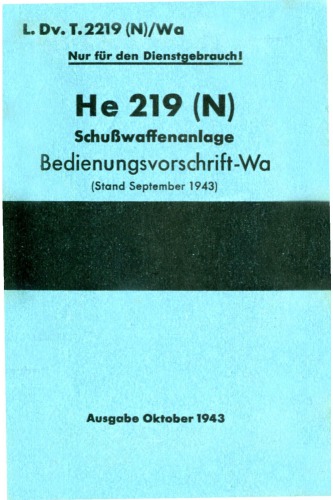 L. Dv. T. 2219 (N)/Wa
Nur für den Dienstgebrauch!
He 219 (N)
Schußwaffenanlage
Bedienungsvorschrift-Wa
(Stand September 1943)
Ausgabe Oktober 1943